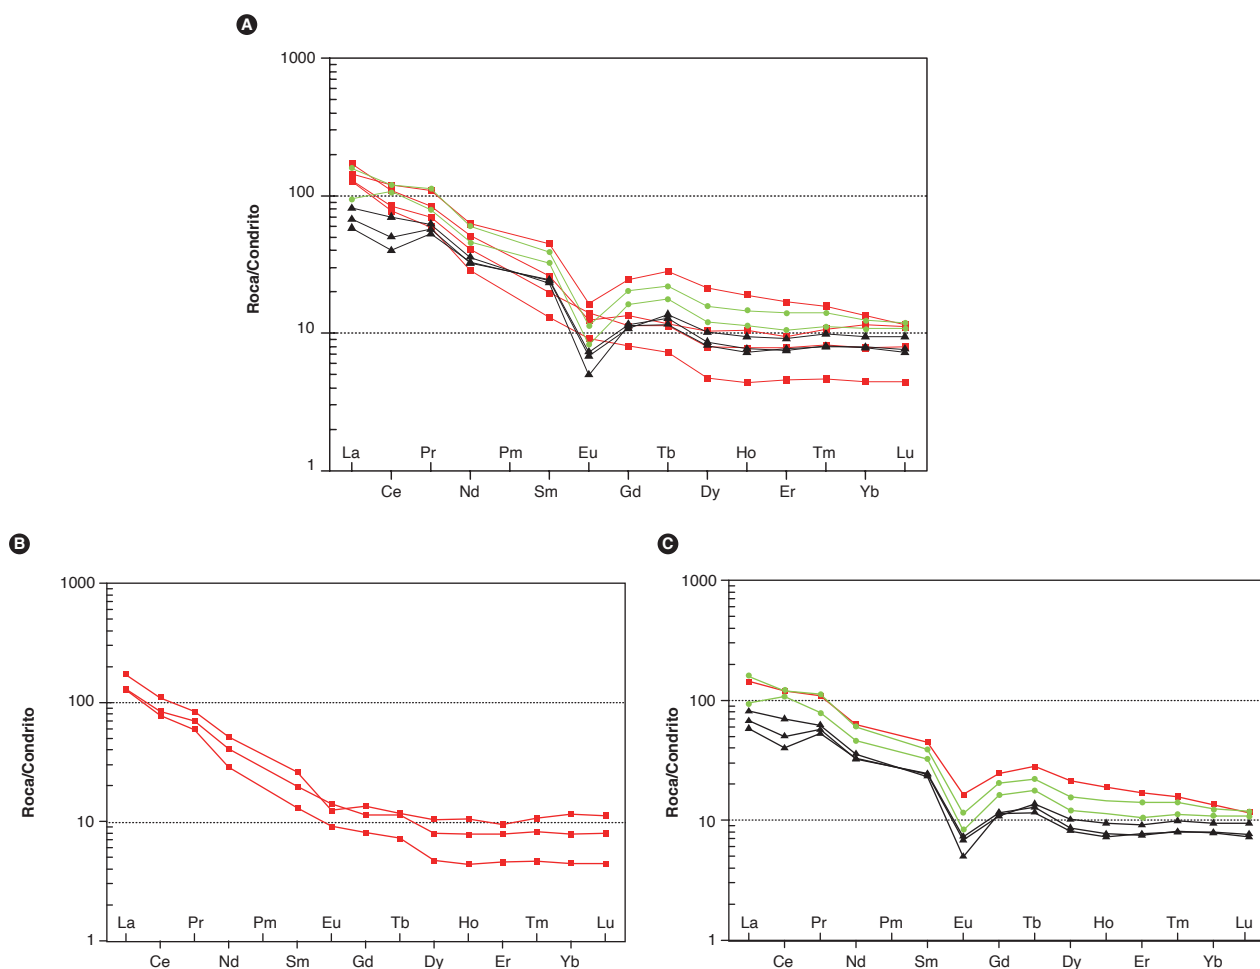 A
1000
100
10
1
Roca/Condrito
La Pr Pm Eu Tb Ho Tm Lu
Ce Nd Sm Gd Dy Er Yb
B
1000
100
10
1
Roca/Condrito
La Pr Pm Eu Tb Ho Tm Lu
Ce Nd Sm Gd Dy Er Yb
C
1000
100
10
1
Roca/Condrito
La Pr Pm Eu Tb Ho Tm Lu
Ce Nd Sm Gd Dy Er Yb